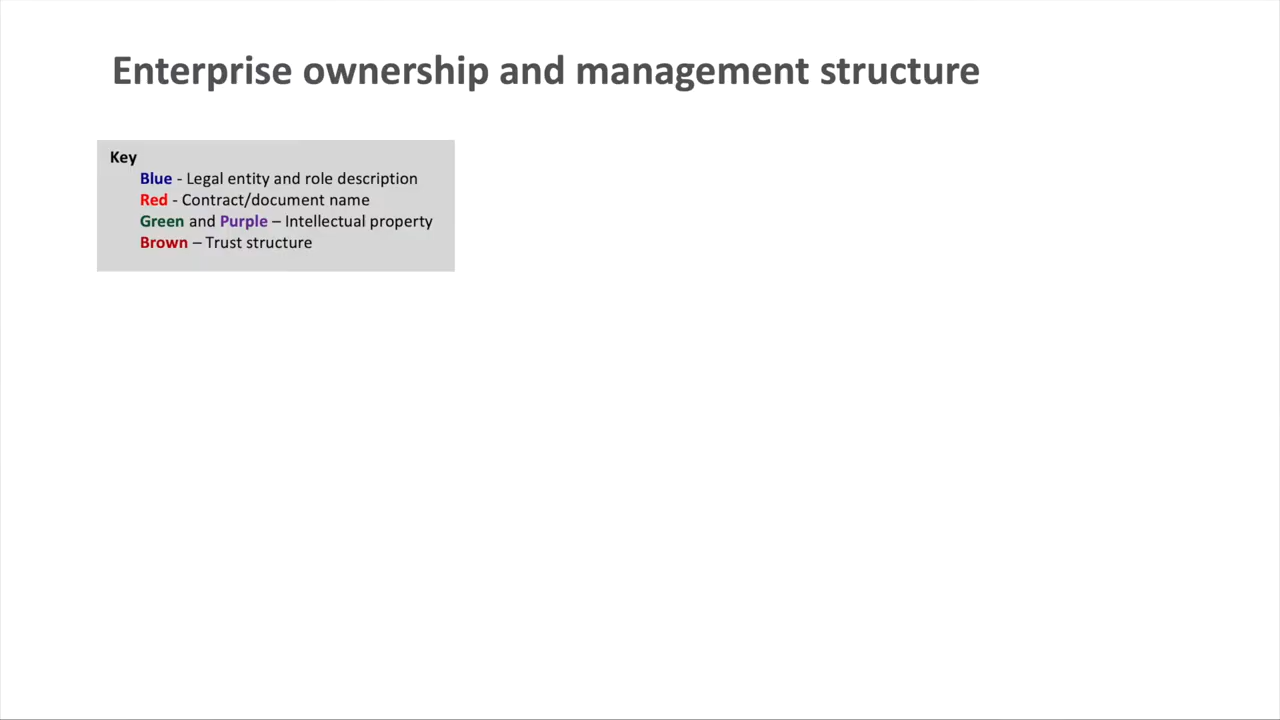 Enterprise ownership and management structure
Key
Blue - Legal entity and role description
Red - Contract/document name
Green and Purple – Intellectual property
Brown – Trust structure